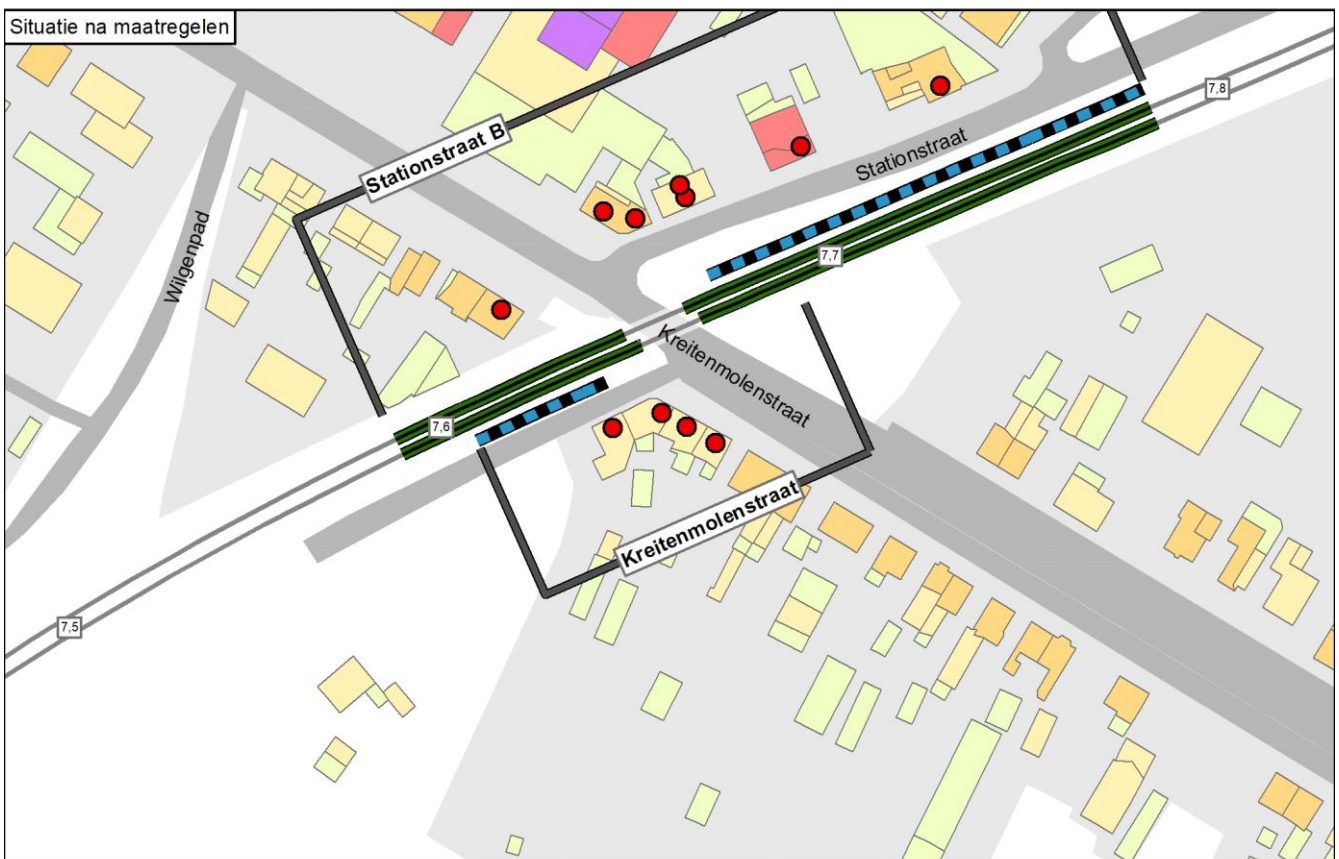 Situatie na maatregelen
7,8
Stationstraat B
Stationstraat
Wilgenpad
7,7
Kreitenmolenstraat
7,6
Kreitenmolenstraat
7,5